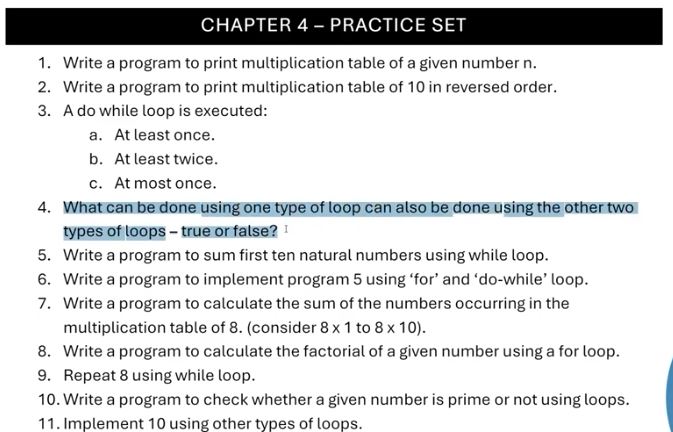 CHAPTER 4 – PRACTICE SET
1. Write a program to print multiplication table of a given number n.
2. Write a program to print multiplication table of 10 in reversed order.
3. A do while loop is executed:
a. At least once.
b. At least twice.
c. At most once.
4. What can be done using one type of loop can also be done using the other two
types of loops – true or false?
5. Write a program to sum first ten natural numbers using while loop.
6. Write a program to implement program 5 using ‘for’ and ‘do-while’ loop.
7. Write a program to calculate the sum of the numbers occurring in the
multiplication table of 8. (consider 8 x 1 to 8 x 10).
8. Write a program to calculate the factorial of a given number using a for loop.
9. Repeat 8 using while loop.
10. Write a program to check whether a given number is prime or not using loops.
11. Implement 10 using other types of loops.